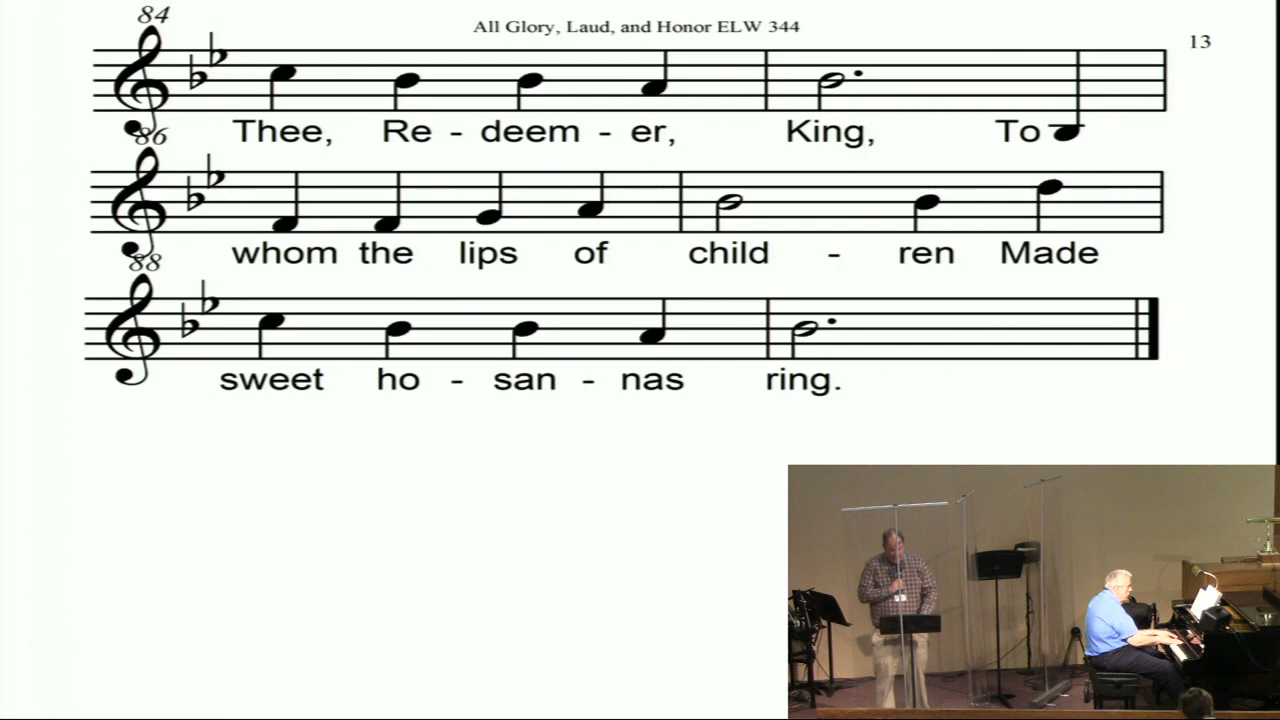 84
All Glory, Laud, and Honor ELW 344
13
Thee, Re - deem - er, King, To
86
whom the lips of child - ren Made
88
sweet ho - san - nas ring.